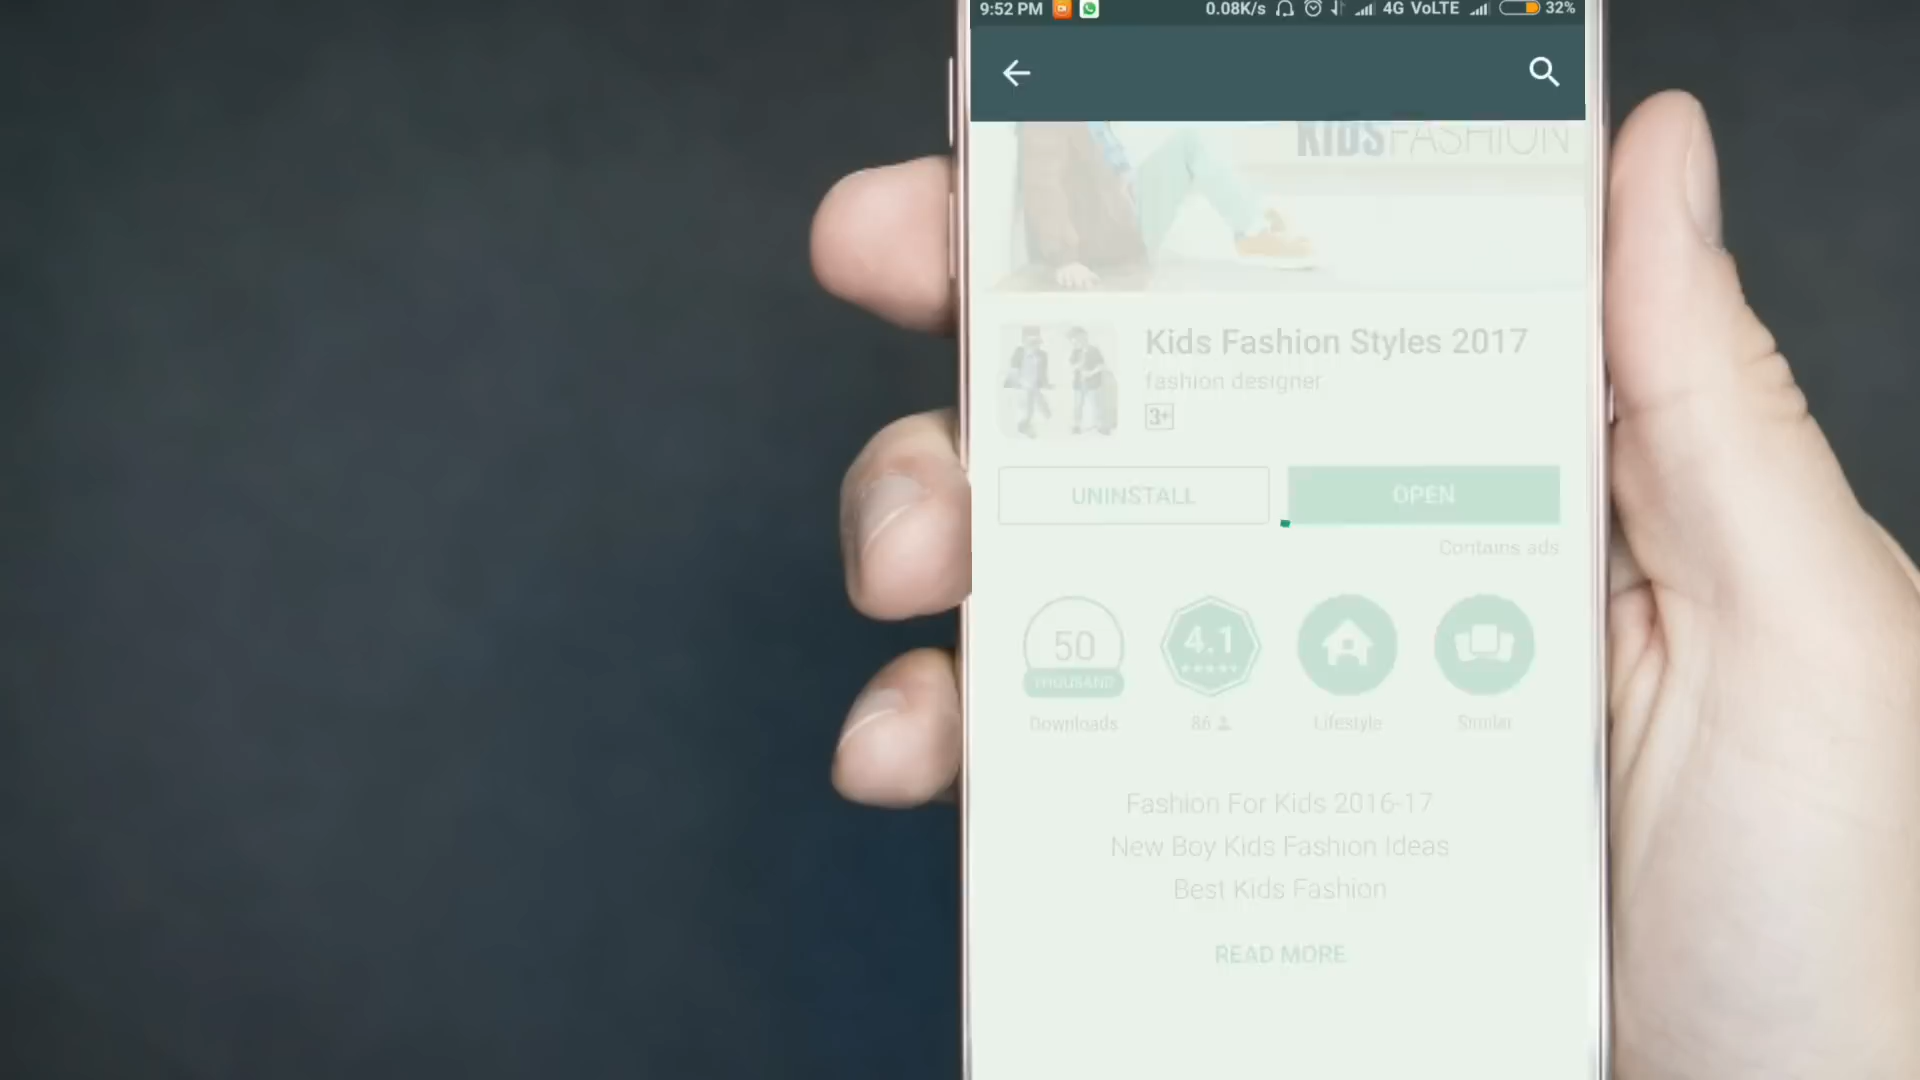 9:52 PM 0.08K/s 4G VoLTE 32%
KIDSFASHION
Kids Fashion Styles 2017
fashion designer
3+
UNINSTALL OPEN
Contains ads
50 4.1
THOUSAND
Downloads 86 Lifestyle Similar
Fashion For Kids 2016-17
New Boy Kids Fashion Ideas
Best Kids Fashion
READ MORE